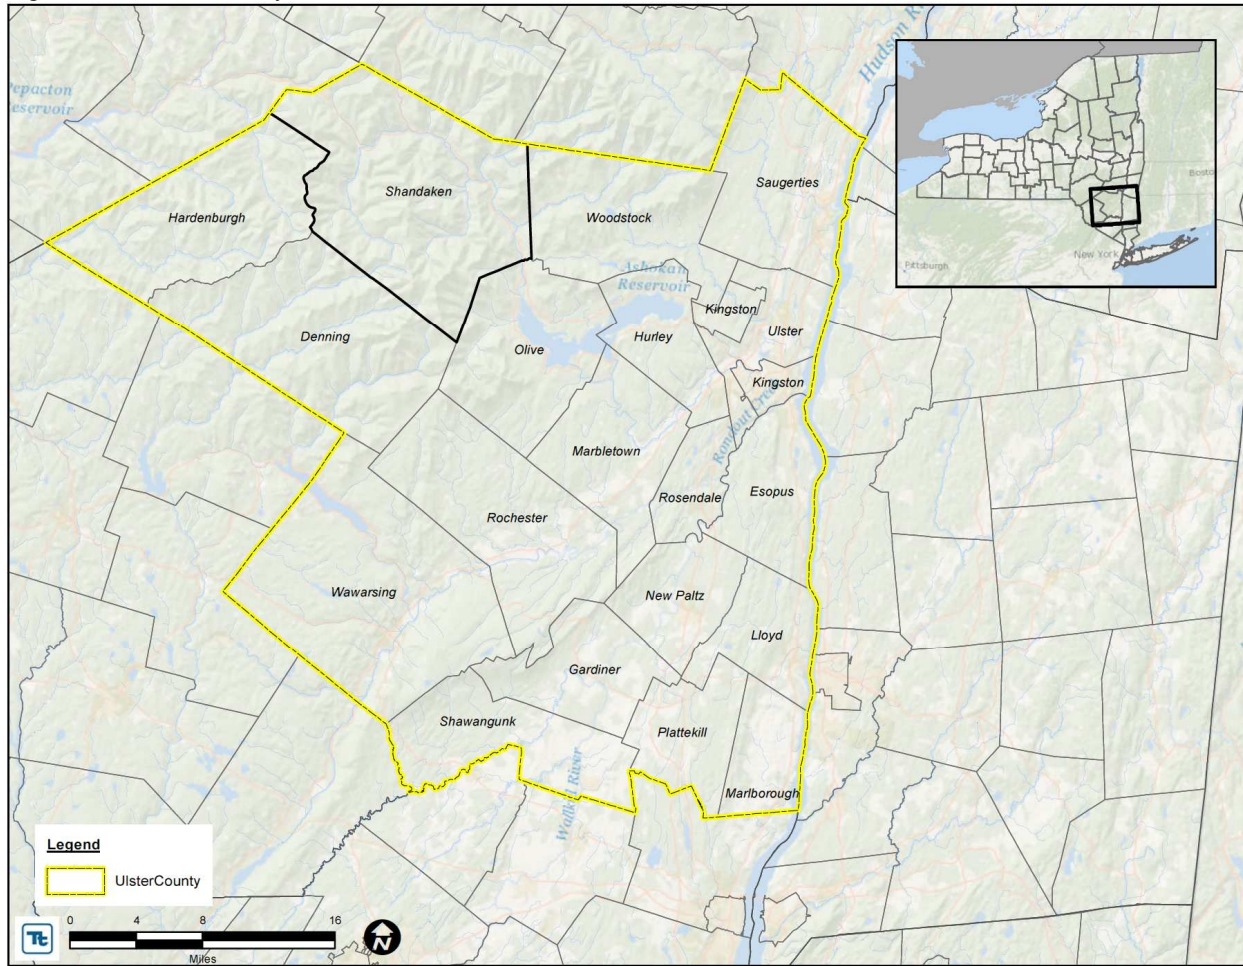 Hudson
Pepacton
Reservoir
Shandaken
Hardenburgh
Woodstock
Saugerties
Boston
New York
Pittsburgh
Ashokan
Reservoir
Kingston
Denning
Olive
Hurley
Ulster
Kingston
Rondout Creek
Marbletown
Rosendale
Esopus
Rochester
Wawarsing
New Paltz
Lloyd
Gardiner
Shawangunk
Plattekill
Marlborough
Wallkill River
Legend
UlsterCounty
Tt
0 4 8 16
Miles
N